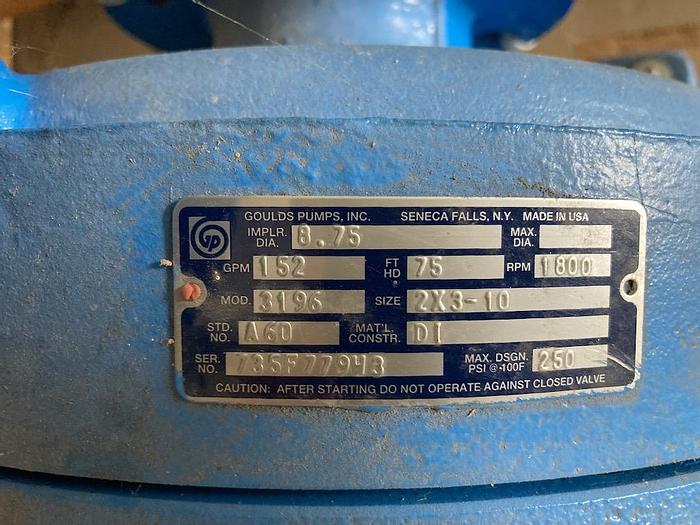 GOULDS PUMPS, INC. SENECA FALLS, N.Y. MADE IN USA
IMPLR. DIA. 8.75 MAX. DIA.
GPM 152 FT HD 75 RPM 1800
MOD. 3196 SIZE 2X3-10
STD. NO. A60 MAT'L. CONSTR. DI
SER. NO. 735F77943 MAX. DSGN. PSI @ -100F 250
CAUTION: AFTER STARTING DO NOT OPERATE AGAINST CLOSED VALVE